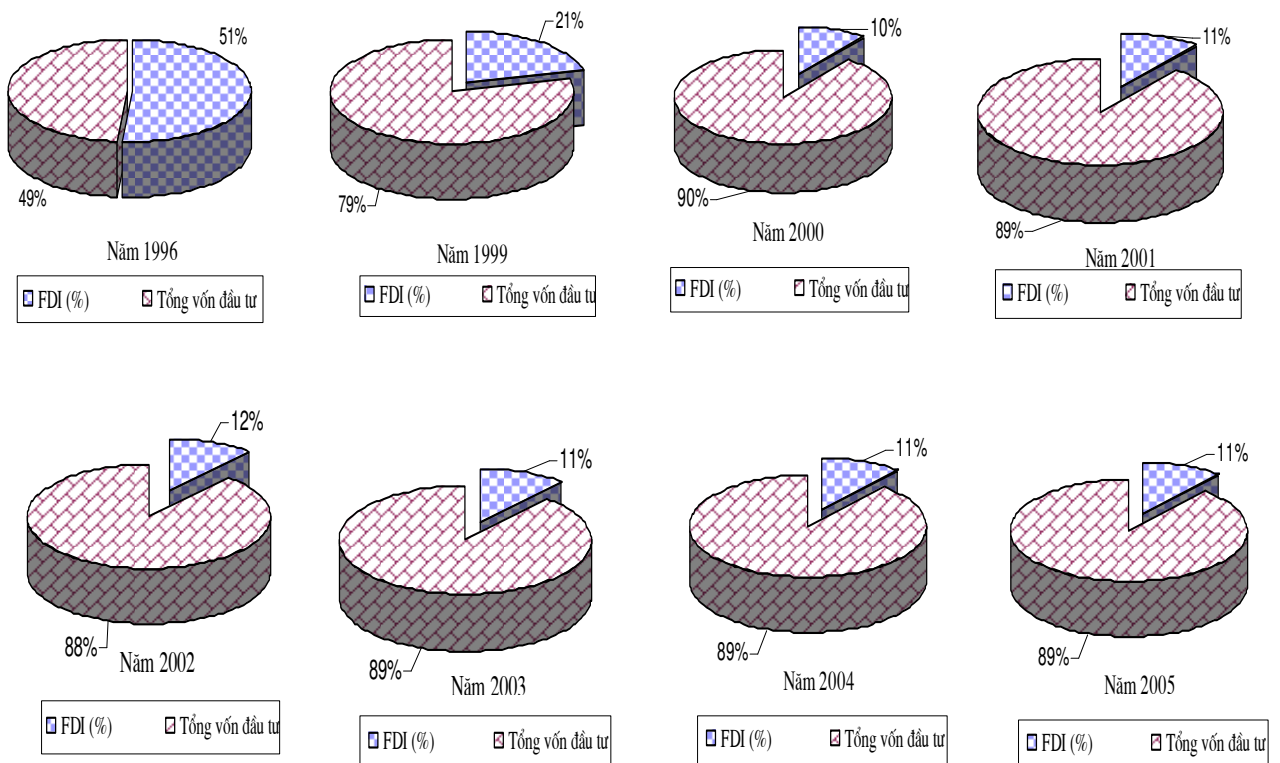 51%
49%
Năm 1996
FDI (%) Tổng vốn đầu tư
21%
79%
Năm 1999
FDI (%) Tổng vốn đầu tư
10%
90%
Năm 2000
FDI (%) Tổng vốn đầu tư
11%
89%
Năm 2001
FDI (%) Tổng vốn đầu tư
12%
88%
Năm 2002
FDI (%) Tổng vốn đầu tư
11%
89%
Năm 2003
FDI (%) Tổng vốn đầu tư
11%
89%
Năm 2004
FDI (%) Tổng vốn đầu tư
11%
89%
Năm 2005
FDI (%) Tổng vốn đầu tư